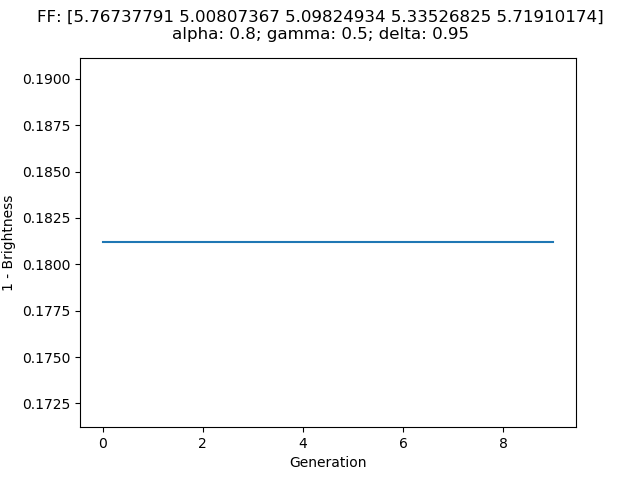 FF: [5.76737791 5.00807367 5.09824934 5.33526825 5.71910174]
alpha: 0.8; gamma: 0.5; delta: 0.95
0.1900
0.1875
0.1850
0.1825
0.1800
0.1775
0.1750
0.1725
1 - Brightness
0 2 4 6 8
Generation